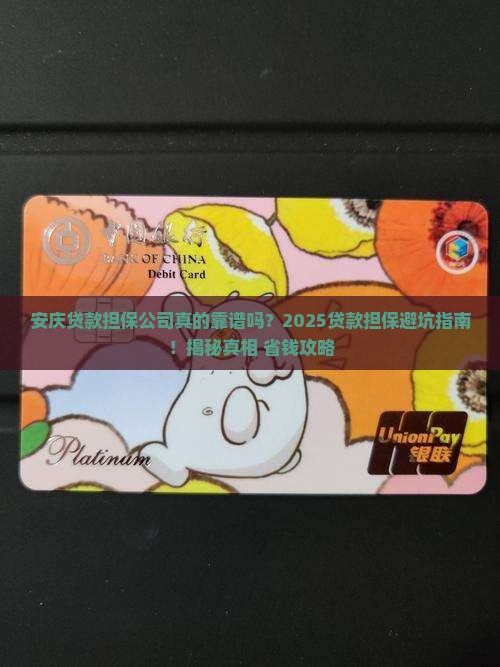 中国银行
BANK OF CHINA
Debit Card
安庆贷款担保公司真的靠谱吗？2025贷款担保避坑指南
！揭秘真相 省钱攻略
Platinum
UnionPay
银联